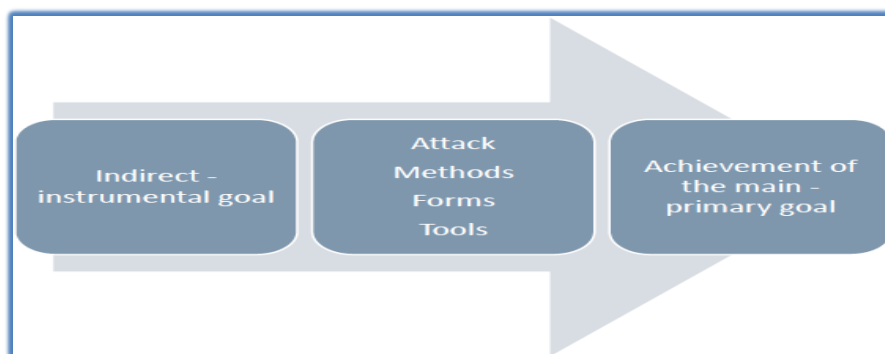 Indirect -
instrumental goal
Attack
Methods
Forms
Tools
Achievement of
the main -
primary goal